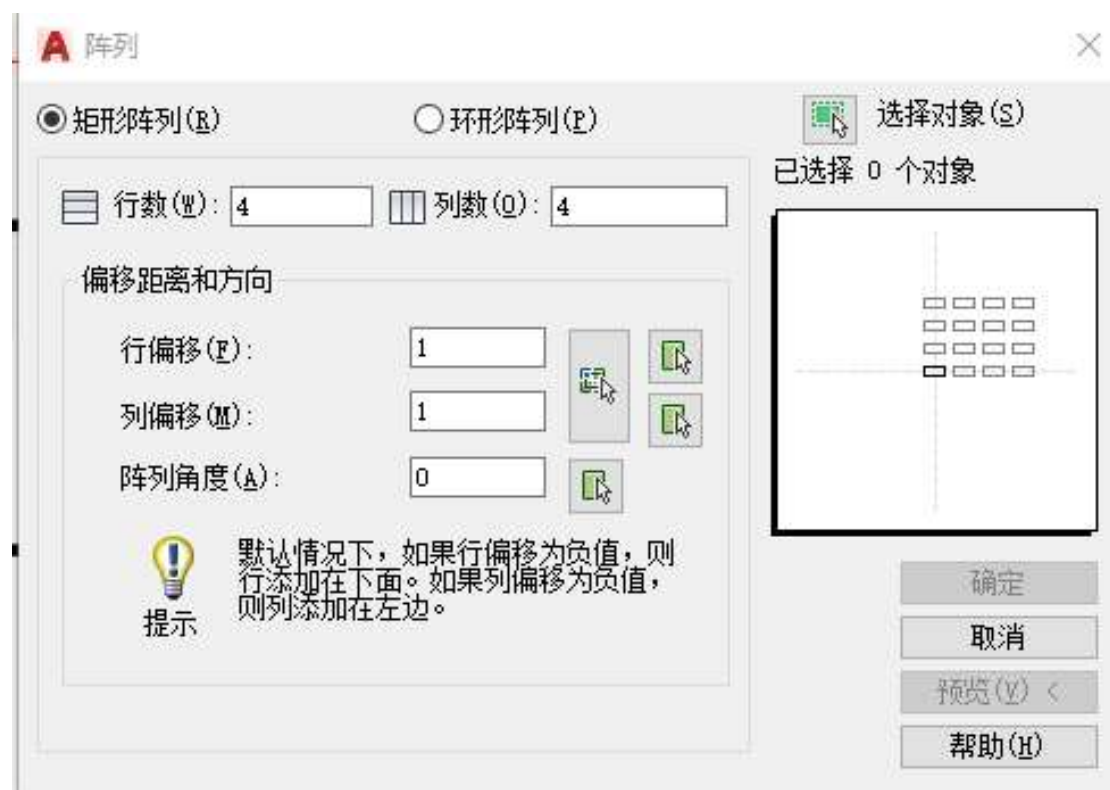 阵列
矩形阵列(R) 环形阵列(P) 选择对象(S)
已选择 0 个对象
行数(W): 4 列数(O): 4
偏移距离和方向
行偏移(F): 1
列偏移(M): 1
阵列角度(A): 0
默认情况下，如果行偏移为负值，则
行添加在下面。如果列偏移为负值，
则列添加在左边。
提示
确定
取消
预览(V) <
帮助(H)